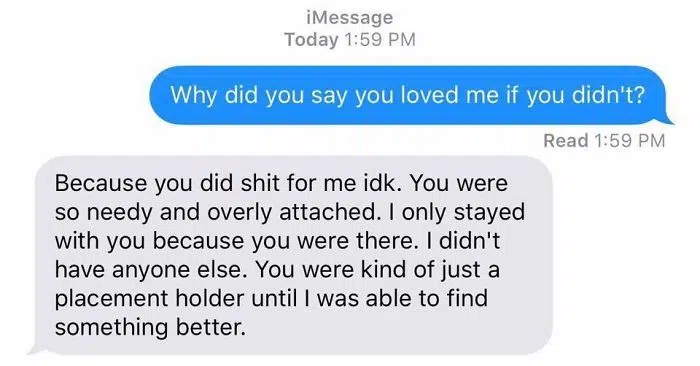 iMessage
Today 1:59 PM
Why did you say you loved me if you didn't?
Read 1:59 PM
Because you did shit for me idk. You were
so needy and overly attached. I only stayed
with you because you were there. I didn't
have anyone else. You were kind of just a
placement holder until I was able to find
something better.